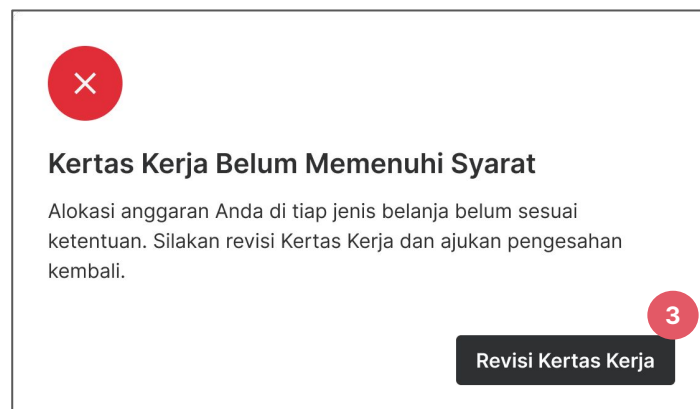 Kertas Kerja Belum Memenuhi Syarat
Alokasi anggaran Anda di tiap jenis belanja belum sesuai
ketentuan. Silakan revisi Kertas Kerja dan ajukan pengesahan
kembali.
3
Revisi Kertas Kerja